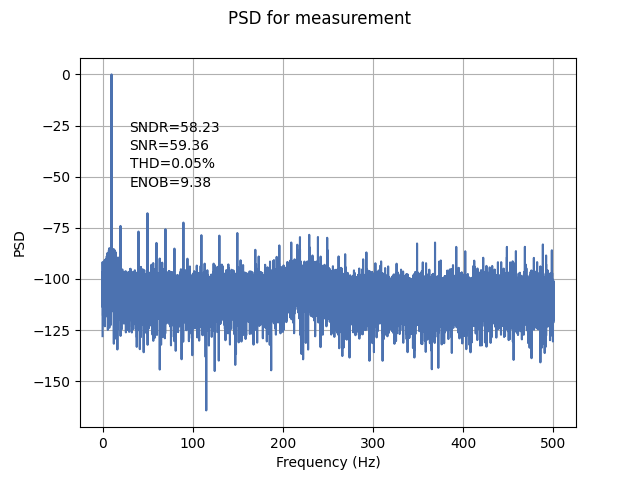 PSD for measurement
0
−25
−50
−75
−100
−125
−150
PSD
SNDR=58.23
SNR=59.36
THD=0.05%
ENOB=9.38
0 100 200 300 400 500
Frequency (Hz)